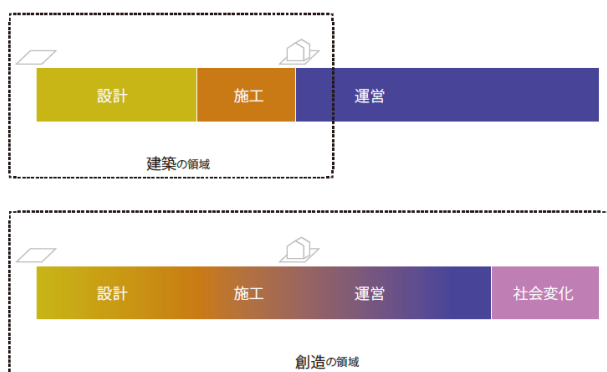 設計 施工 運営
建築の領域
設計 施工 運営 社会変化
創造の領域